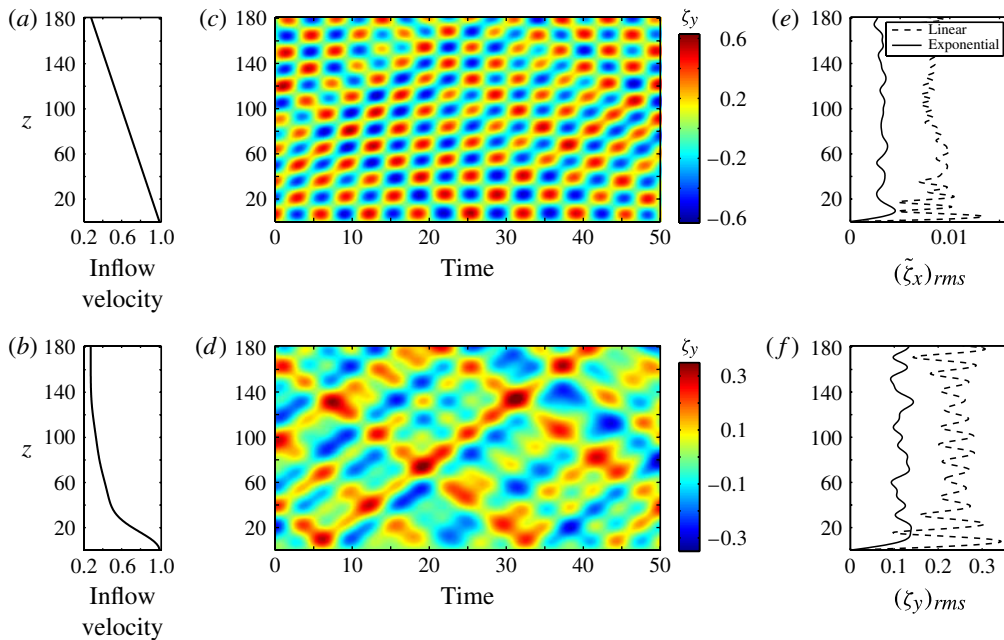 (a)
180
140
z
100
60
20
0.2 0.6 1.0
Inflow
velocity
(c)
180
140
100
60
20
0 10 20 30 40 50
Time
ζy
0.6
0.2
−0.2
−0.6
(e)
180
140
100
60
20
Linear
Exponential
0 0.01
(ζ̃x)rms
(b)
180
140
z
100
60
20
0.2 0.6 1.0
Inflow
velocity
(d)
180
140
100
60
20
0 10 20 30 40 50
Time
ζy
0.3
0.1
−0.1
−0.3
(f)
180
140
100
60
20
0 0.1 0.2 0.3
(ζy)rms